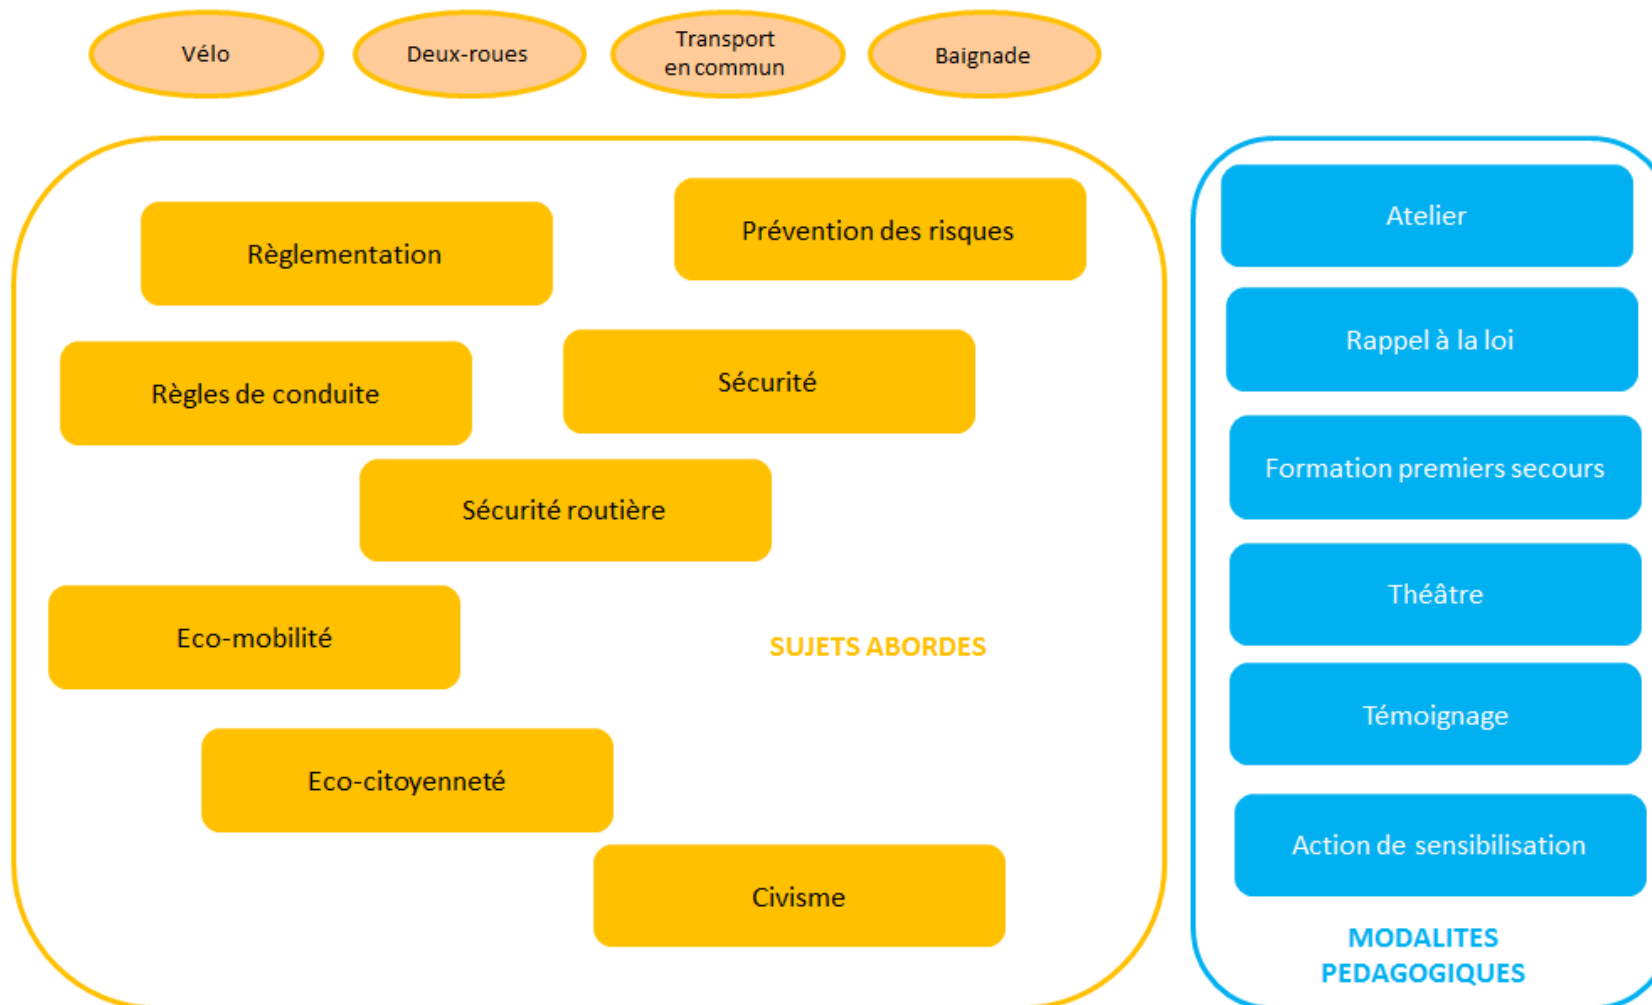 Vélo
Deux-roues
Transport
en commun
Baignade
Règlementation
Prévention des risques
Règles de conduite
Sécurité
Sécurité routière
Eco-mobilité
SUJETS ABORDES
Eco-citoyenneté
Civisme
Atelier
Rappel à la loi
Formation premiers secours
Théâtre
Témoignage
Action de sensibilisation
MODALITES
PEDAGOGIQUES